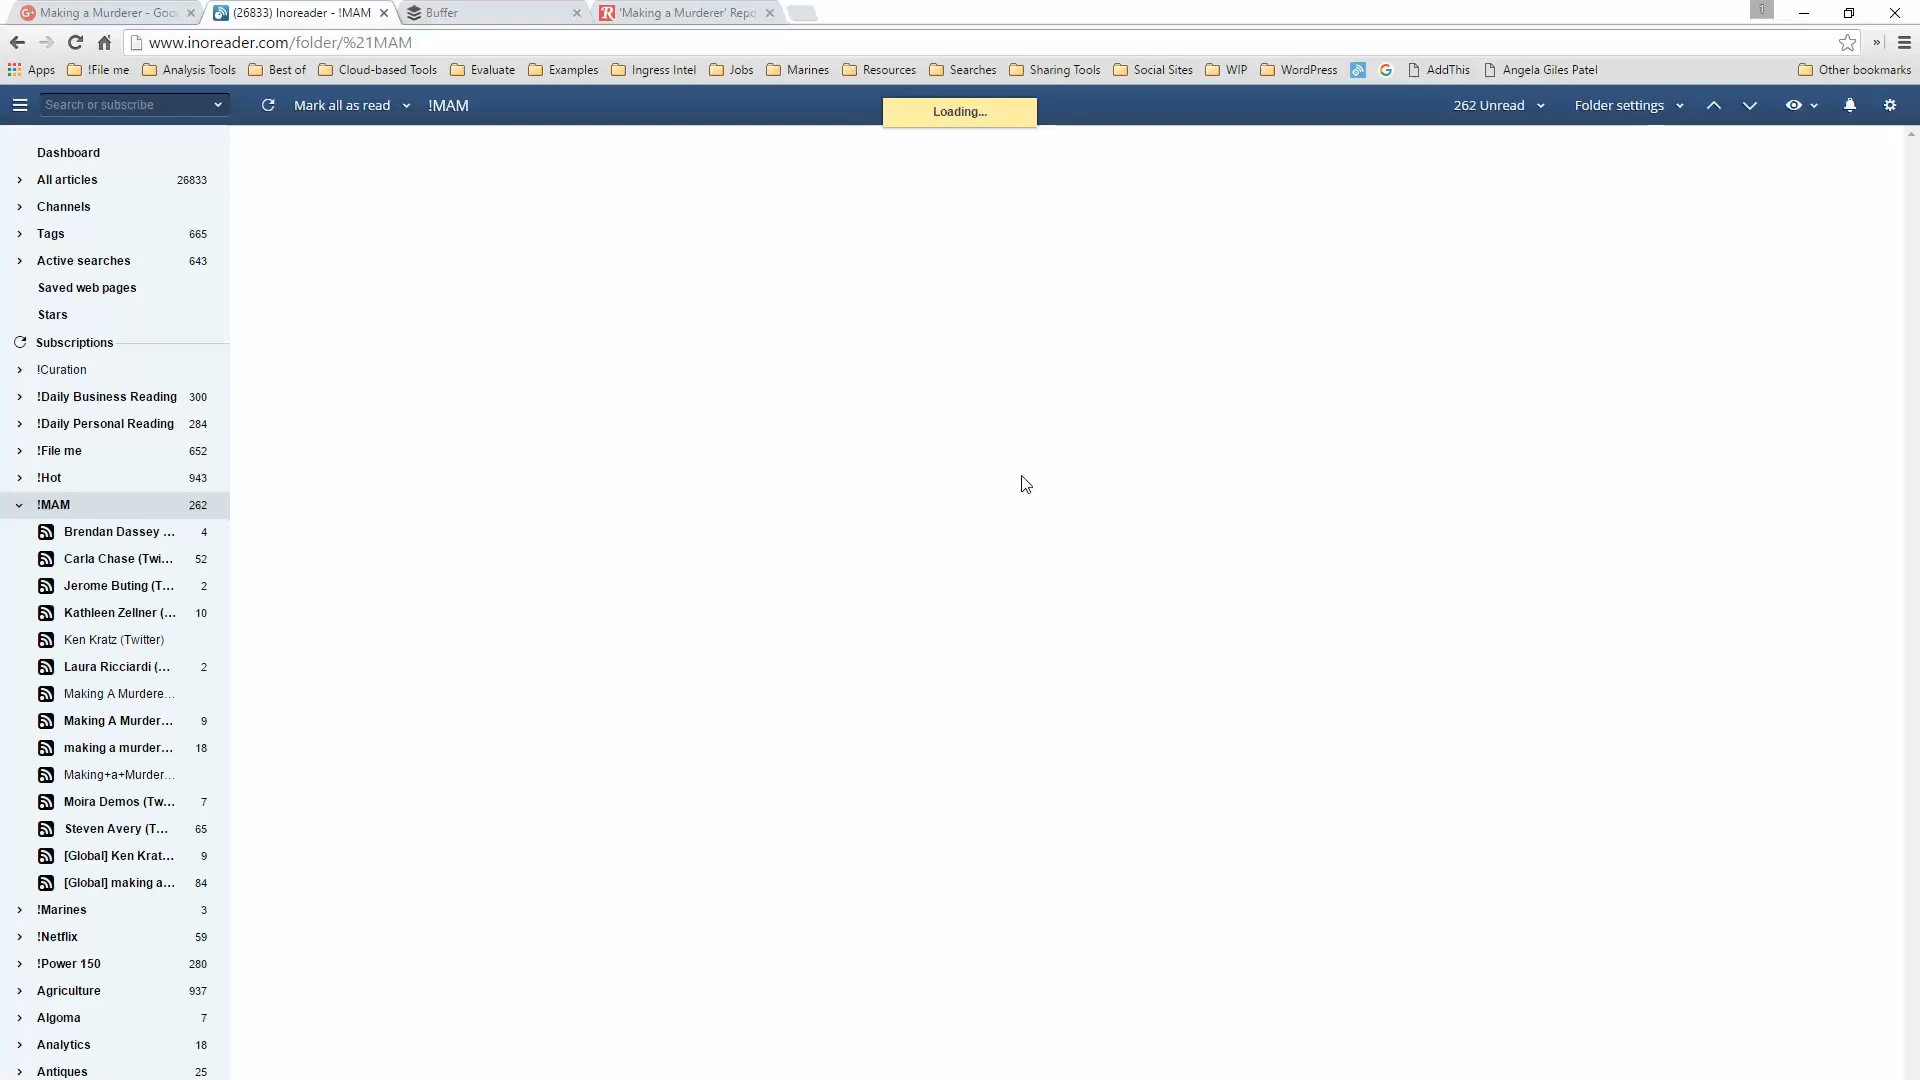 Making a Murderer - Goo
(26833) Inoreader - !MAM
Buffer
'Making a Murderer' Repo
1
www.inoreader.com/folder/%21MAM
Apps
!File me
Analysis Tools
Best of
Cloud-based Tools
Evaluate
Examples
Ingress Intel
Jobs
Marines
Resources
Searches
Sharing Tools
Social Sites
WIP
WordPress
AddThis
Angela Giles Patel
Other bookmarks
Search or subscribe
Mark all as read
!MAM
Loading...
262 Unread
Folder settings
Dashboard
All articles 26833
Channels
Tags 665
Active searches 643
Saved web pages
Stars
Subscriptions
!Curation
!Daily Business Reading 300
!Daily Personal Reading 284
!File me 652
!Hot 943
!MAM 262
Brendan Dassey ... 4
Carla Chase (Twi... 52
Jerome Buting (T... 2
Kathleen Zellner (... 10
Ken Kratz (Twitter)
Laura Ricciardi (... 2
Making A Murdere...
Making A Murder... 9
making a murder... 18
Making+a+Murder...
Moira Demos (Tw... 7
Steven Avery (T... 65
[Global] Ken Krat... 9
[Global] making a... 84
!Marines 3
!Netflix 59
!Power 150 280
Agriculture 937
Algoma 7
Analytics 18
Antiques 25